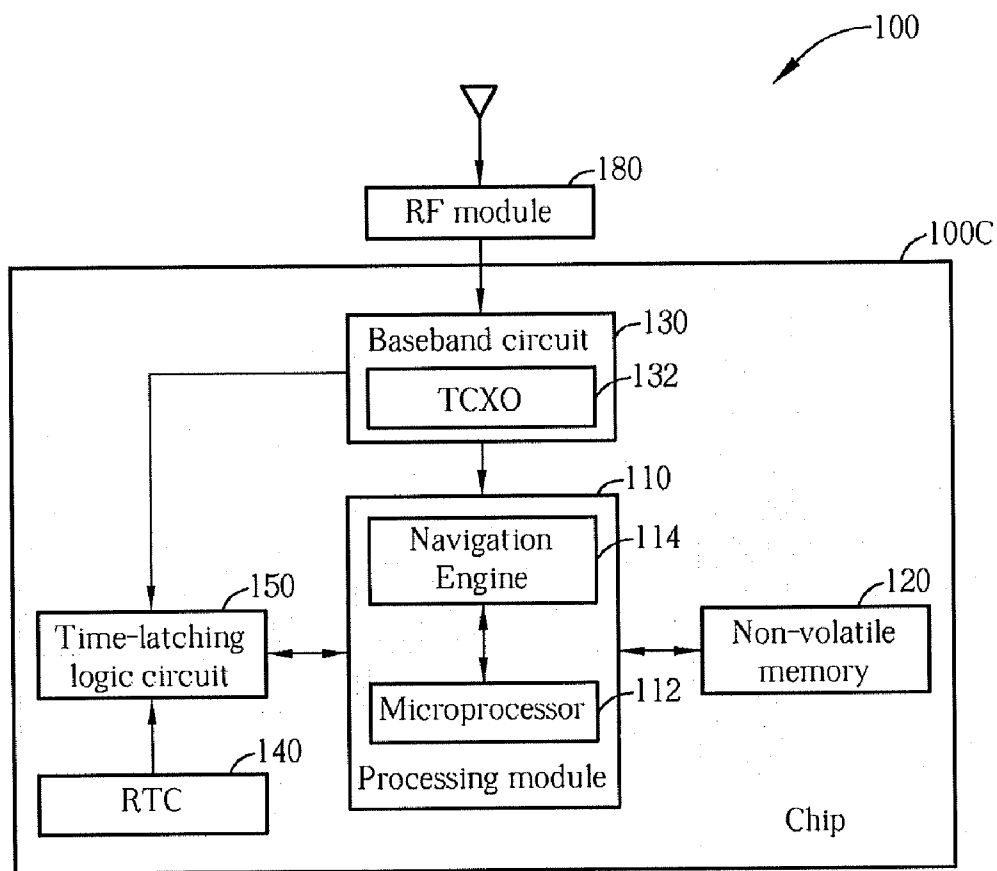 100
180
RF module
100C
130
Baseband circuit
132
TCXO
110
Navigation
Engine
114
150
Time-latching
logic circuit
120
Non-volatile
memory
112
Microprocessor
140
RTC
Processing module
Chip